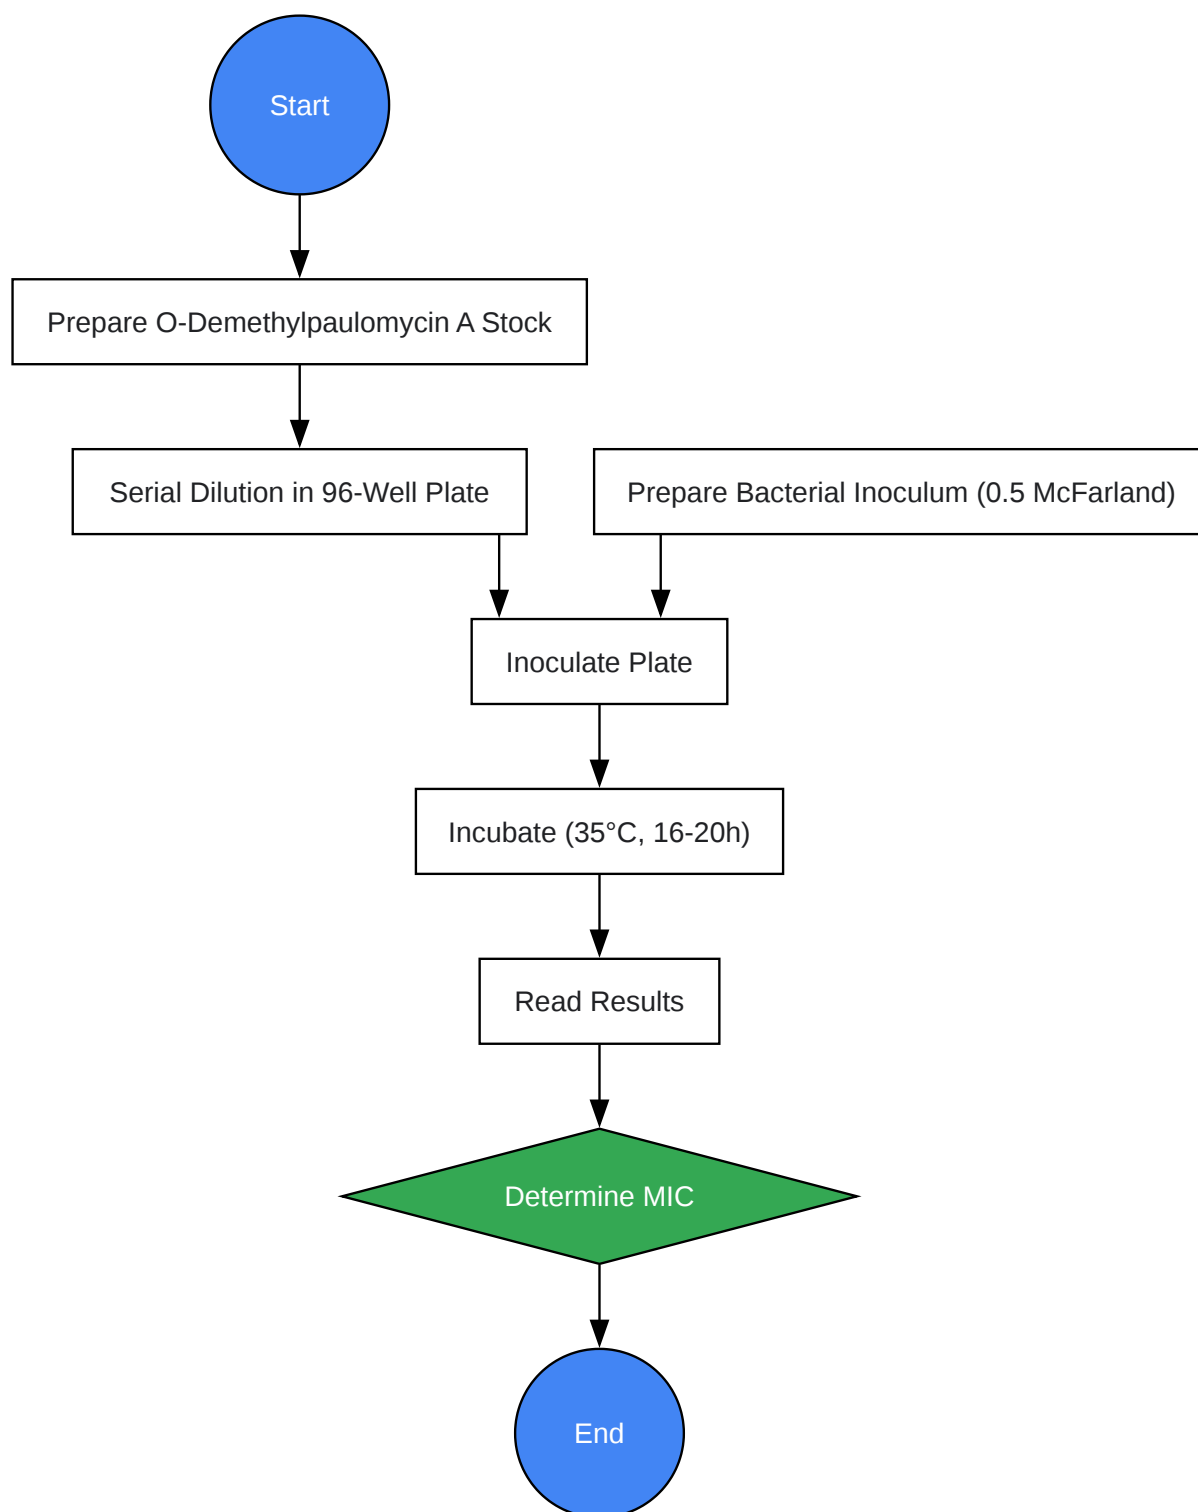 Start
Prepare O-Demethylpaulomycin A Stock
Serial Dilution in 96-Well Plate
Prepare Bacterial Inoculum (0.5 McFarland)
Inoculate Plate
Incubate (35°C, 16-20h)
Read Results
Determine MIC
End